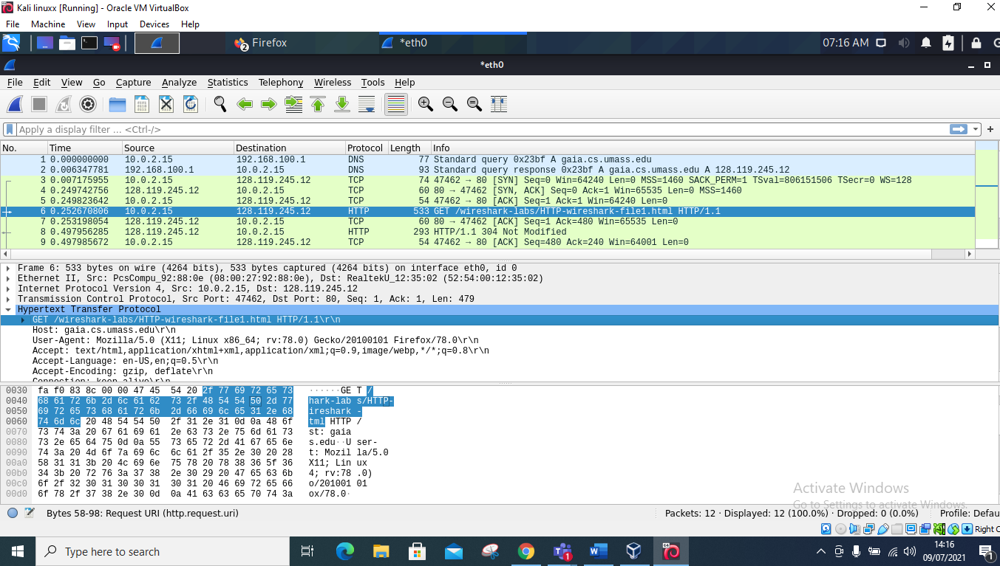 Kali linuxx [Running] - Oracle VM VirtualBox
File Machine View Input Devices Help
2 Firefox *eth0 07:16 AM
*eth0
File Edit View Go Capture Analyze Statistics Telephony Wireless Tools Help
Apply a display filter ... <Ctrl-/>
No. Time Source Destination Protocol Length Info
1 0.000000000 10.0.2.15 192.168.100.1 DNS 77 Standard query 0x23bf A gaia.cs.umass.edu
2 0.006347781 192.168.100.1 10.0.2.15 DNS 93 Standard query response 0x23bf A gaia.cs.umass.edu A 128.119.245.12
3 0.007175955 10.0.2.15 128.119.245.12 TCP 74 47462 → 80 [SYN] Seq=0 Win=64240 Len=0 MSS=1460 SACK_PERM=1 TSval=806151506 TSecr=0 WS=128
4 0.249742756 128.119.245.12 10.0.2.15 TCP 60 80 → 47462 [SYN, ACK] Seq=0 Ack=1 Win=65535 Len=0 MSS=1460
5 0.249823642 10.0.2.15 128.119.245.12 TCP 54 47462 → 80 [ACK] Seq=1 Ack=1 Win=64240 Len=0
6 0.252670806 10.0.2.15 128.119.245.12 HTTP 533 GET /wireshark-labs/HTTP-wireshark-file1.html HTTP/1.1
7 0.253198054 128.119.245.12 10.0.2.15 TCP 60 80 → 47462 [ACK] Seq=1 Ack=480 Win=65535 Len=0
8 0.497956285 128.119.245.12 10.0.2.15 HTTP 293 HTTP/1.1 304 Not Modified
9 0.497985672 10.0.2.15 128.119.245.12 TCP 54 47462 → 80 [ACK] Seq=480 Ack=240 Win=64001 Len=0
Frame 6: 533 bytes on wire (4264 bits), 533 bytes captured (4264 bits) on interface eth0, id 0
Ethernet II, Src: PcsCompu_92:88:0e (08:00:27:92:88:0e), Dst: RealtekU_12:35:02 (52:54:00:12:35:02)
Internet Protocol Version 4, Src: 10.0.2.15, Dst: 128.119.245.12
Transmission Control Protocol, Src Port: 47462, Dst Port: 80, Seq: 1, Ack: 1, Len: 479
Hypertext Transfer Protocol
GET /wireshark-labs/HTTP-wireshark-file1.html HTTP/1.1\r\n
Host: gaia.cs.umass.edu\r\n
User-Agent: Mozilla/5.0 (X11; Linux x86_64; rv:78.0) Gecko/20100101 Firefox/78.0\r\n
Accept: text/html,application/xhtml+xml,application/xml;q=0.9,image/webp,*/*;q=0.8\r\n
Accept-Language: en-US,en;q=0.5\r\n
Accept-Encoding: gzip, deflate\r\n
Connection: keep-alive\r\n
0030 fa f0 83 8c 00 00 47 45 54 20 2f 77 69 72 65 73 ······GE T /
0040 68 61 72 6b 2d 6c 61 62 73 2f 48 54 54 50 2d 77 hark-lab s/HTTP-
0050 69 72 65 73 68 61 72 6b 2d 66 69 6c 65 31 2e 68 ireshark -
0060 74 6d 6c 20 48 54 54 50 2f 31 2e 31 0d 0a 48 6f tml HTTP /
0070 73 74 3a 20 67 61 69 61 2e 63 73 2e 75 6d 61 73 st: gaia
0080 73 2e 65 64 75 0d 0a 55 73 65 72 2d 41 67 65 6e s.edu··U ser-
0090 74 3a 20 4d 6f 7a 69 6c 6c 61 2f 35 2e 30 20 28 t: Mozil la/5.0
00a0 58 31 31 3b 20 4c 69 6e 75 78 20 78 38 36 5f 36 X11; Lin ux
00b0 34 3b 20 72 76 3a 37 38 2e 30 29 20 47 65 63 6b 4; rv:78 .0)
00c0 6f 2f 32 30 31 30 30 31 30 31 20 46 69 72 65 66 o/201001 01
00d0 6f 78 2f 37 38 2e 30 0d 0a 41 63 63 65 70 74 3a ox/78.0·
Activate Windows
Go to Settings to activate Windows.
Bytes 58-98: Request URI (http.request.uri) Packets: 12 · Displayed: 12 (100.0%) · Dropped: 0 (0.0%) Profile: Defau
Right C
Type here to search 1 14:16
09/07/2021 1